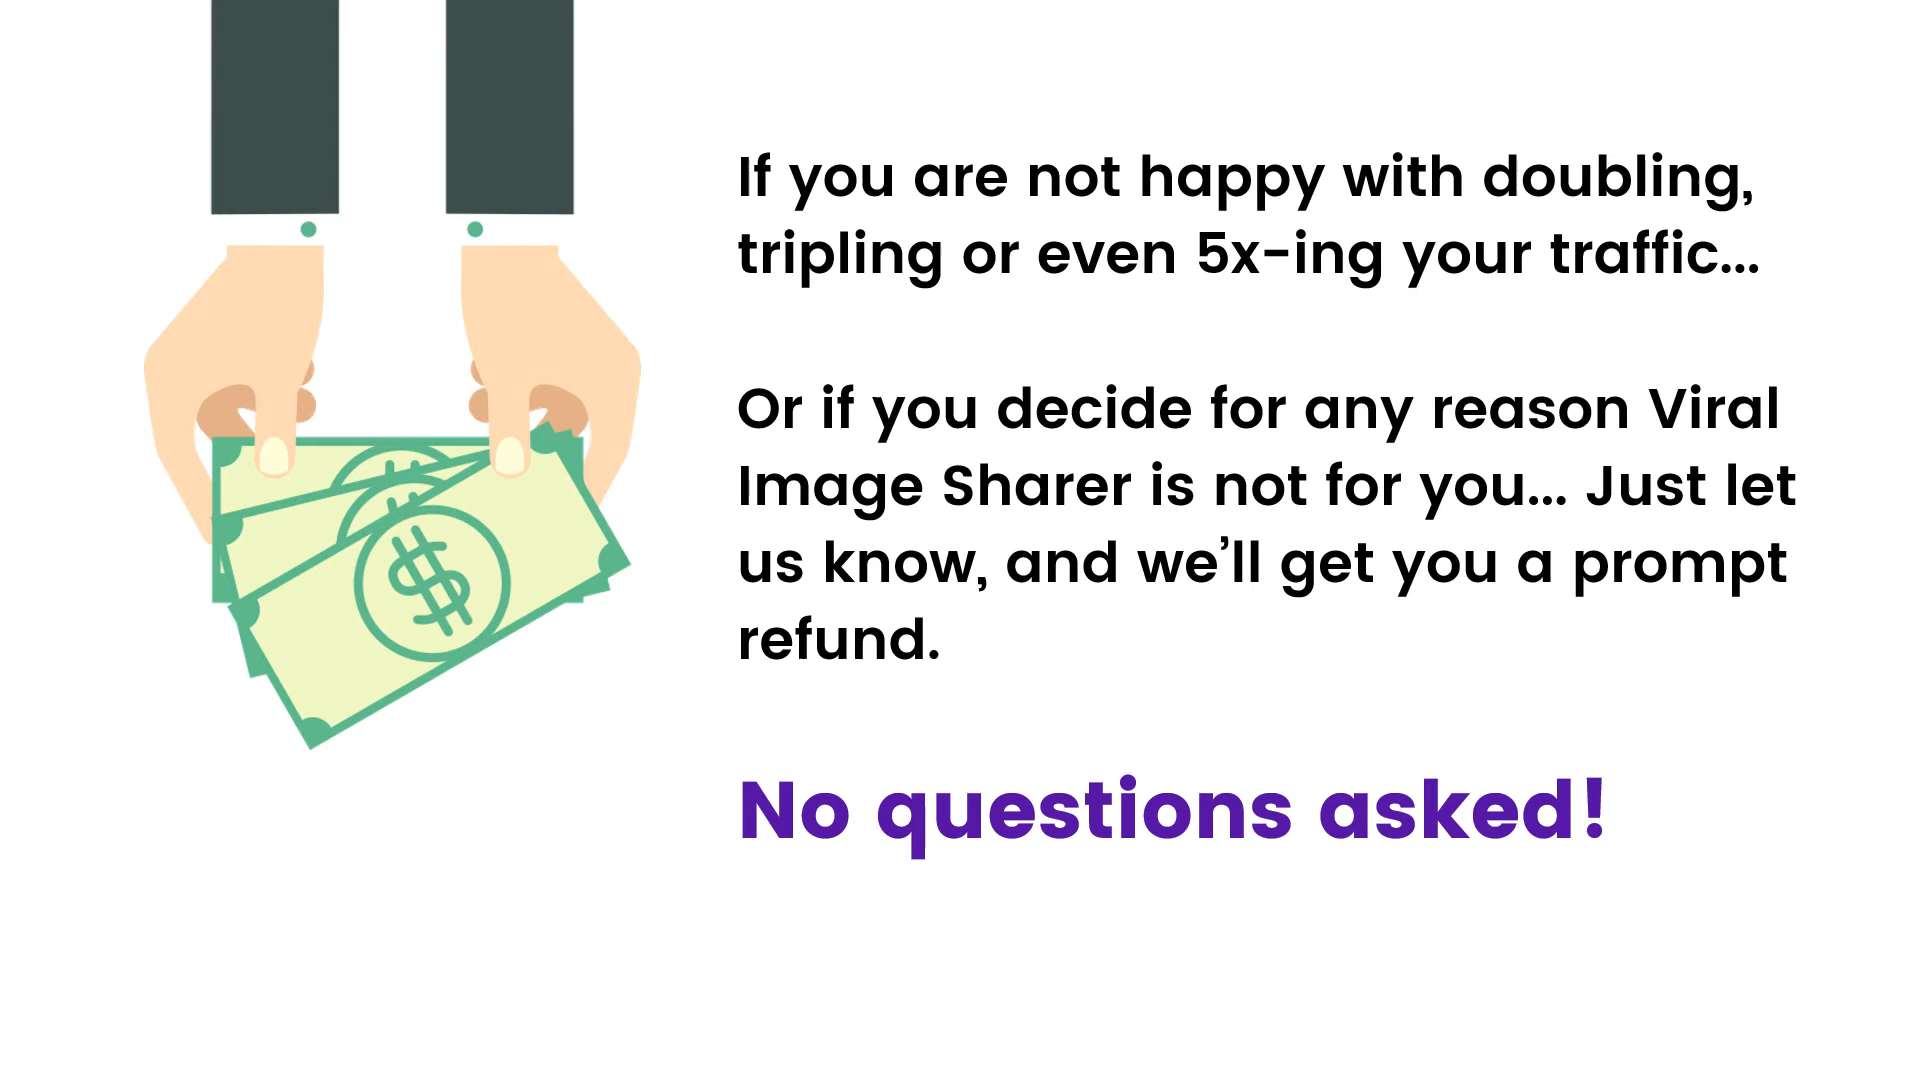 If you are not happy with doubling,
tripling or even 5x-ing your traffic...
Or if you decide for any reason Viral
Image Sharer is not for you... Just let
us know, and we’ll get you a prompt
refund.
No questions asked!